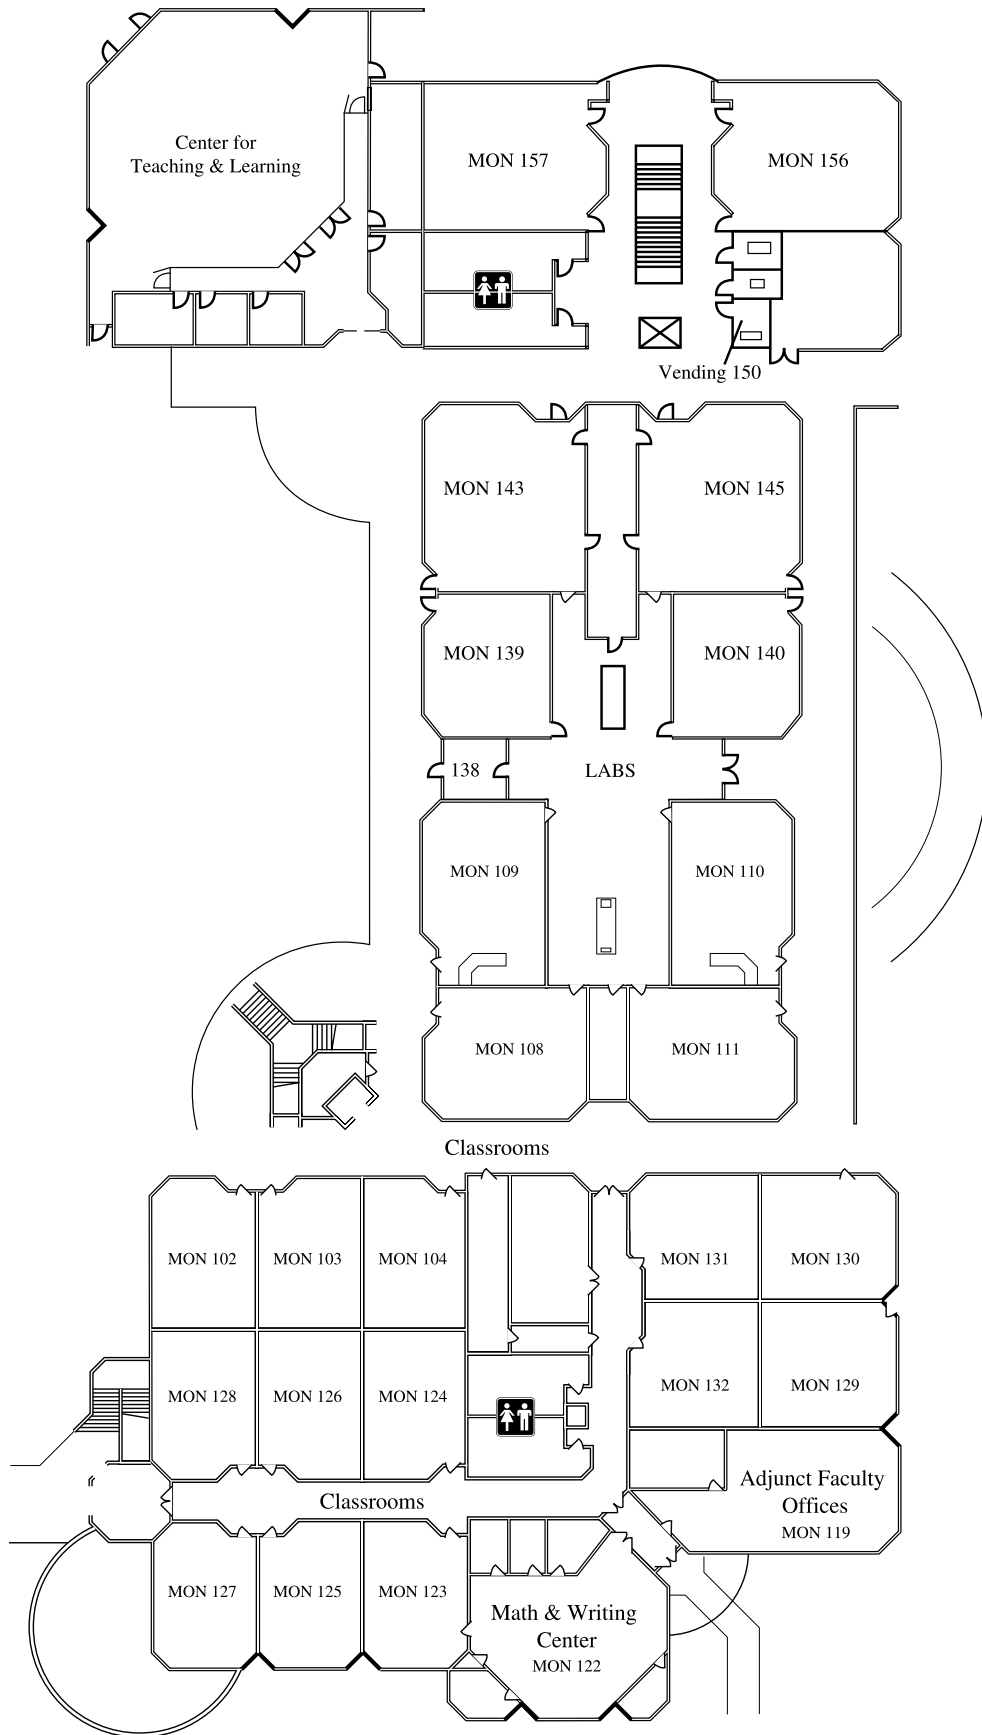 Center for
Teaching & Learning
MON 157
MON 156
Vending 150
MON 143
MON 145
MON 139
MON 140
138
LABS
MON 109
MON 110
MON 108
MON 111
Classrooms
MON 102
MON 103
MON 104
MON 131
MON 130
MON 128
MON 126
MON 124
MON 132
MON 129
Classrooms
Adjunct Faculty
Offices
MON 119
MON 127
MON 125
MON 123
Math & Writing
Center
MON 122